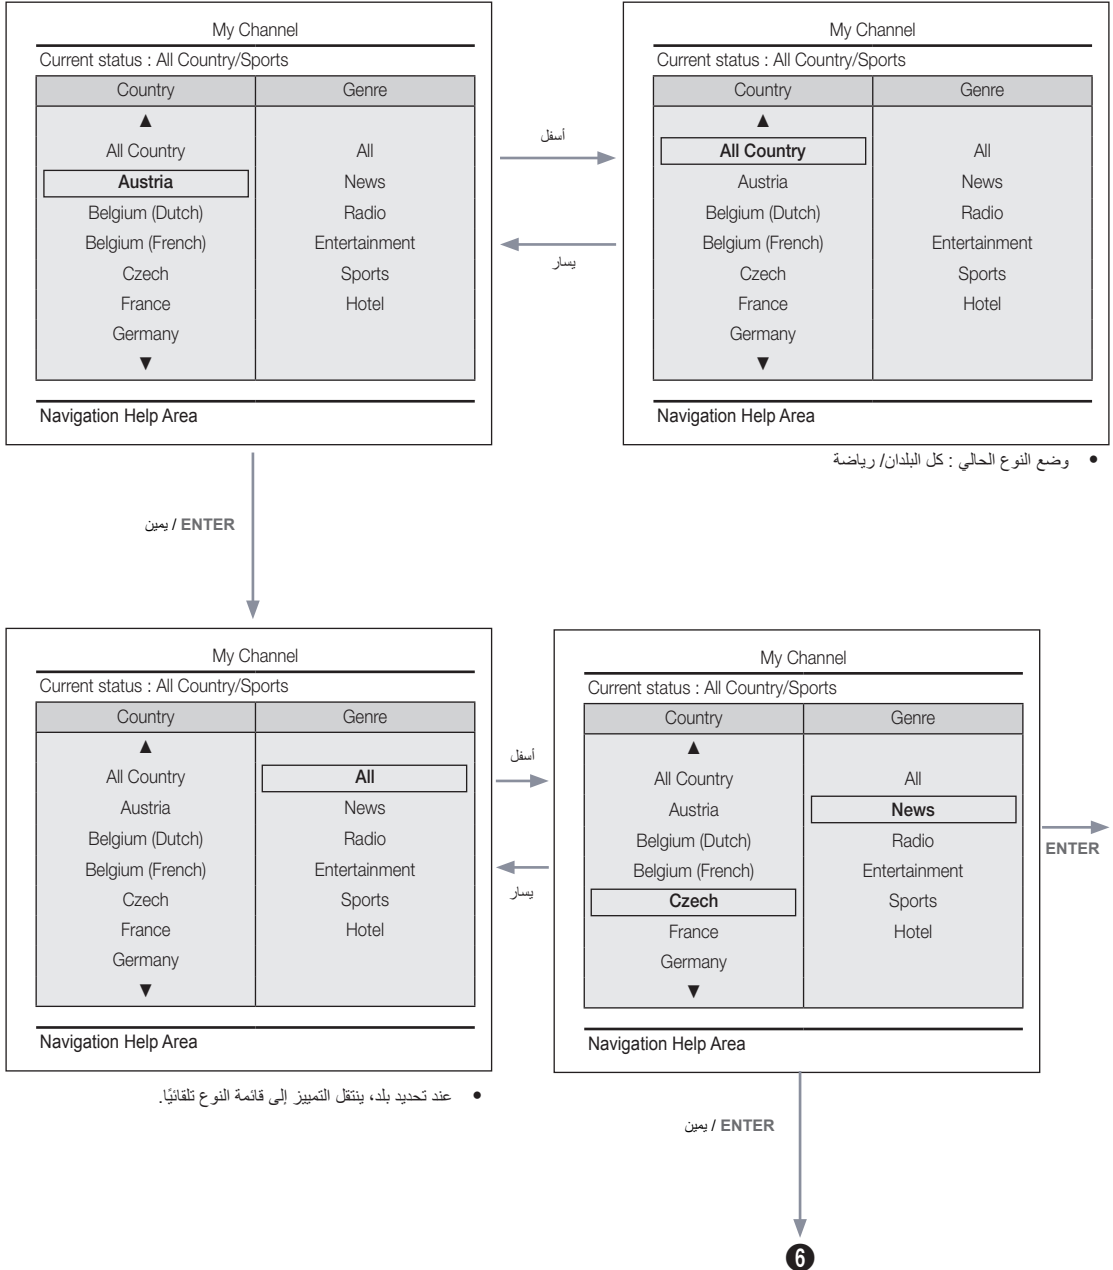 My Channel
Current status : All Country/Sports
Country Genre
▲
All Country All
Austria News
Belgium (Dutch) Radio
Belgium (French) Entertainment
Czech Sports
France Hotel
Germany
▼
Navigation Help Area
أسفل
يسار
My Channel
Current status : All Country/Sports
Country Genre
▲
All Country All
Austria News
Belgium (Dutch) Radio
Belgium (French) Entertainment
Czech Sports
France Hotel
Germany
▼
Navigation Help Area
• وضع النوع الحالي : كل البلدان/ رياضة
ENTER / يمين
My Channel
Current status : All Country/Sports
Country Genre
▲
All Country All
Austria News
Belgium (Dutch) Radio
Belgium (French) Entertainment
Czech Sports
France Hotel
Germany
▼
Navigation Help Area
• عند تحديد بلد، ينتقل التمييز إلى قائمة النوع تلقائيًا.
أسفل
يسار
My Channel
Current status : All Country/Sports
Country Genre
▲
All Country All
Austria News
Belgium (Dutch) Radio
Belgium (French) Entertainment
Czech Sports
France Hotel
Germany
▼
Navigation Help Area
ENTER
ENTER / يمين
❻